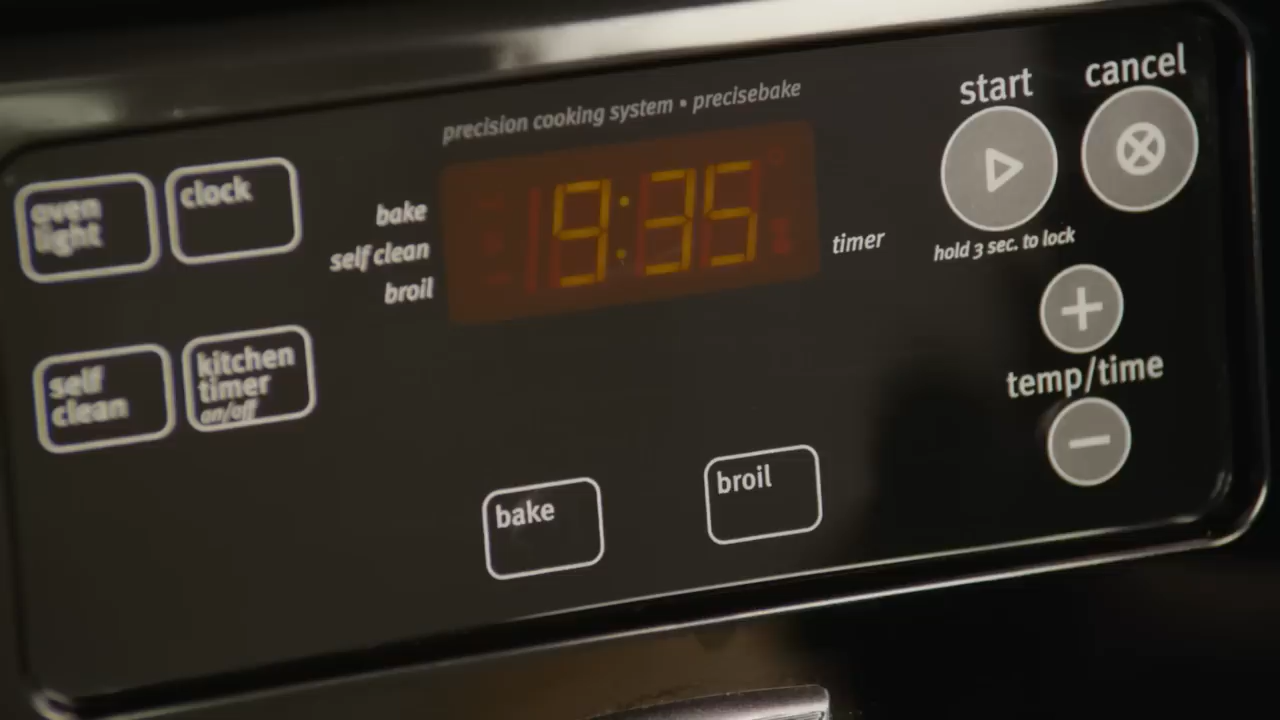 precision cooking system • precisebake
start
cancel
oven
light
clock
bake
self clean
broil
9:35
timer
hold 3 sec. to lock
self
clean
kitchen
timer
on/off
temp/time
bake
broil